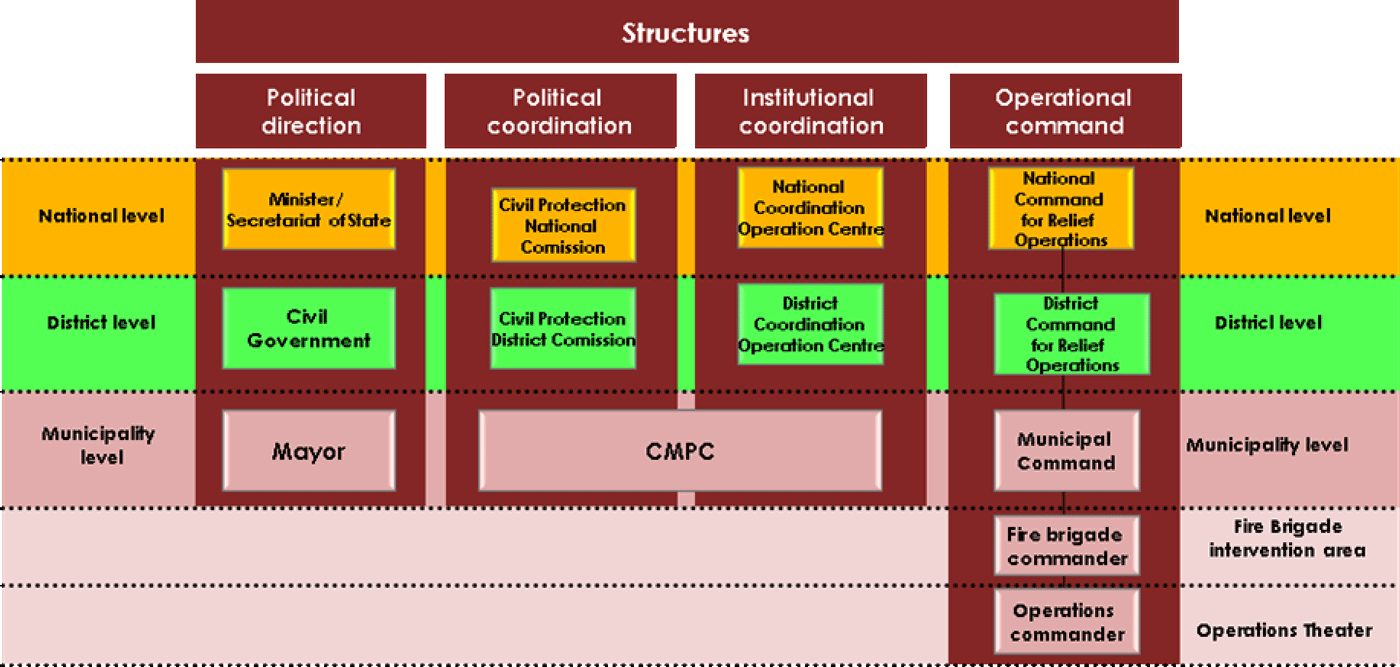 Structures
Political
direction
Political
coordination
Institutional
coordination
Operational
command
National level
Minister/
Secretariat of State
Civil Protection
National
Comission
National
Coordination
Operation Centre
National
Command
for Relief
Operations
National level
District level
Civil
Government
Civil Protection
District Comission
District
Coordination
Operation Centre
District
Command
for Relief
Operations
Districl level
Municipality
level
Mayor
CMPC
Municipal
Command
Municipality level
Fire brigade
commander
Fire Brigade
intervention area
Operations
commander
Operations Theater